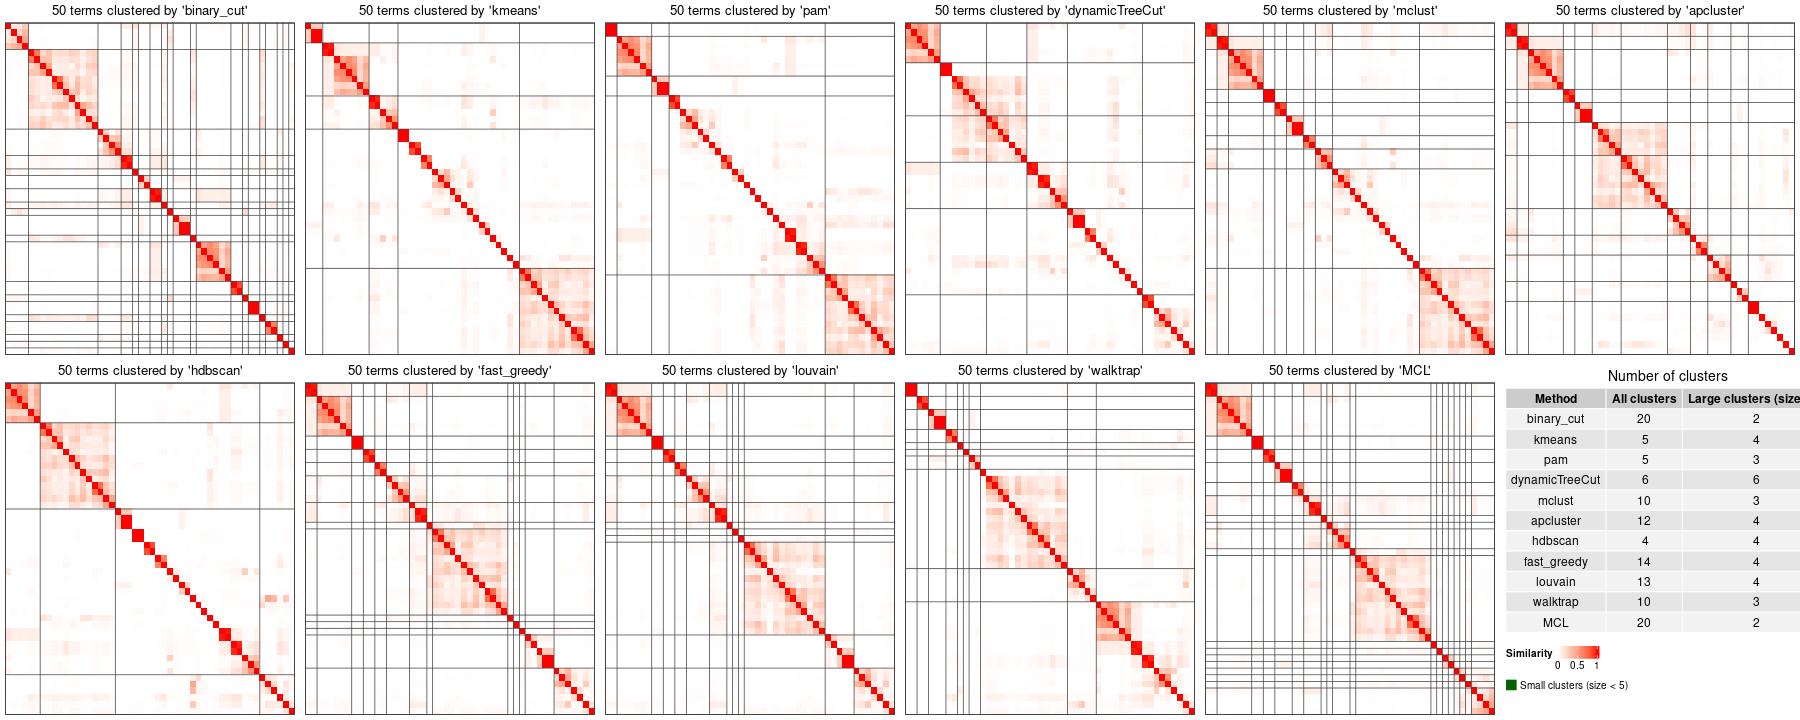 50 terms clustered by 'binary_cut'
50 terms clustered by 'kmeans'
50 terms clustered by 'pam'
50 terms clustered by 'dynamicTreeCut'
50 terms clustered by 'mclust'
50 terms clustered by 'apcluster'
50 terms clustered by 'hdbscan'
50 terms clustered by 'fast_greedy'
50 terms clustered by 'louvain'
50 terms clustered by 'walktrap'
50 terms clustered by 'MCL'
Number of clusters
Method All clusters Large clusters (size
binary_cut 20 2
kmeans 5 4
pam 5 3
dynamicTreeCut 6 6
mclust 10 3
apcluster 12 4
hdbscan 4 4
fast_greedy 14 4
louvain 13 4
walktrap 10 3
MCL 20 2
Similarity
0 0.5 1
Small clusters (size < 5)